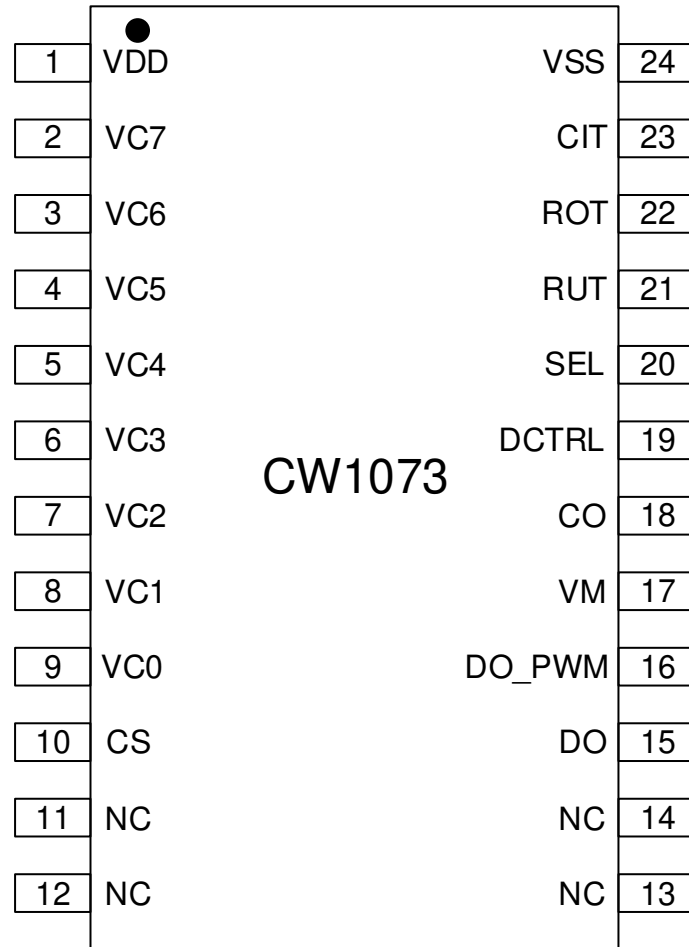 1 VDD VSS 24
2 VC7 CIT 23
3 VC6 ROT 22
4 VC5 RUT 21
5 VC4 SEL 20
6 VC3 DCTRL 19
CW1073
7 VC2 CO 18
8 VC1 VM 17
9 VC0 DO_PWM 16
10 CS DO 15
11 NC NC 14
12 NC NC 13